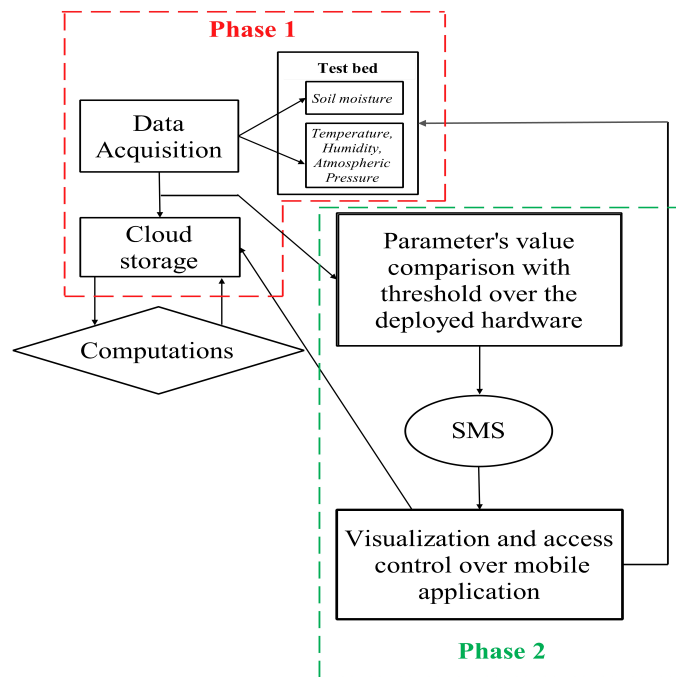 Phase 1
Test bed
Soil moisture
Temperature,
Humidity,
Atmospheric
Pressure
Data
Acquisition
Cloud
storage
Computations
Parameter's value
comparison with
threshold over the
deployed hardware
SMS
Visualization and access
control over mobile
application
Phase 2